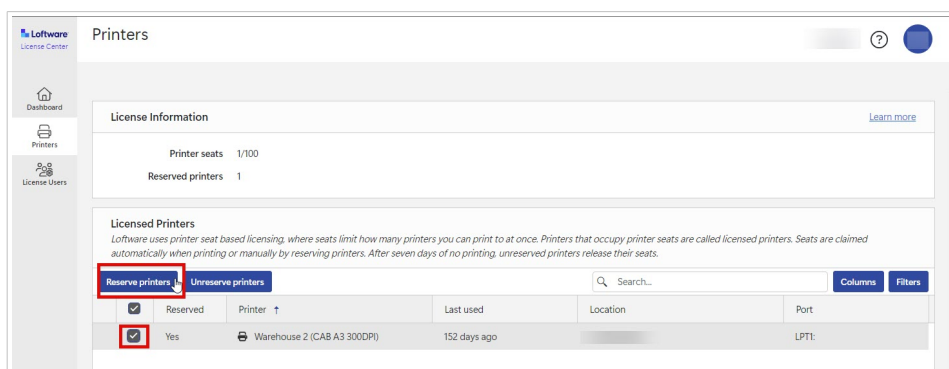 Loftware
License Center
Printers
Dashboard
Printers
License Users
License Information
Learn more
Printer seats 1/100
Reserved printers 1
Licensed Printers
Loftware uses printer seat based licensing, where seats limit how many printers you can print to at once. Printers that occupy printer seats are called licensed printers. Seats are claimed
automatically when printing or manually by reserving printers. After seven days of no printing, unreserved printers release their seats.
Reserve printers Unreserve printers Search... Columns Filters
Reserved Printer ↑ Last used Location Port
Yes Warehouse 2 (CAB A3 300DPI) 152 days ago LPT1: